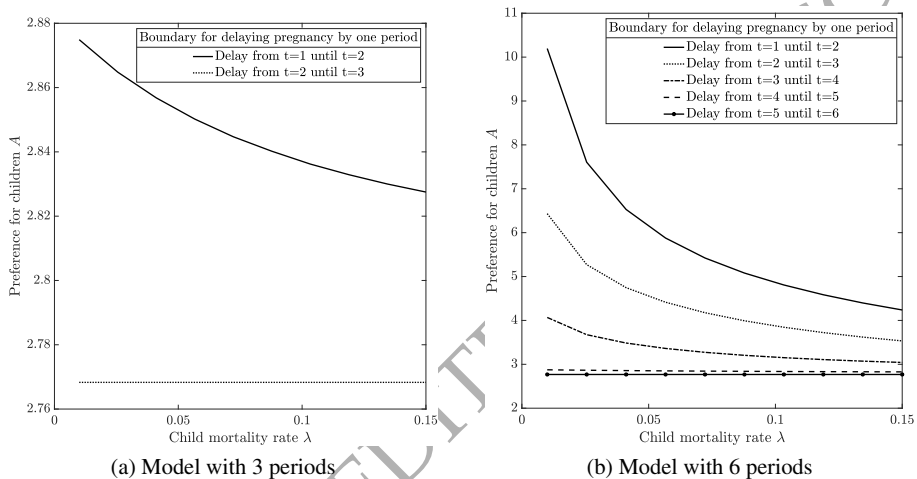 2.88
2.86
2.84
2.82
2.8
2.78
2.76
Preference for children A
Boundary for delaying pregnancy by one period
Delay from t=1 until t=2
Delay from t=2 until t=3
0
0.05
0.1
0.15
Child mortality rate λ
(a) Model with 3 periods
11
10
9
8
7
6
5
4
3
2
Preference for children A
Boundary for delaying pregnancy by one period
Delay from t=1 until t=2
Delay from t=2 until t=3
Delay from t=3 until t=4
Delay from t=4 until t=5
Delay from t=5 until t=6
0
0.05
0.1
0.15
Child mortality rate λ
(b) Model with 6 periods